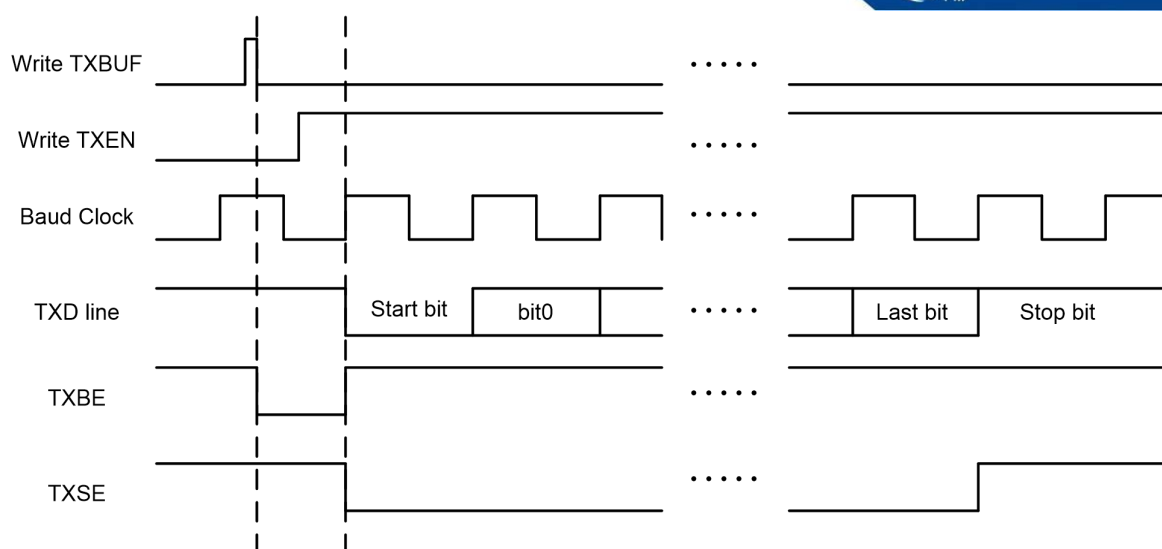 Write TXBUF
Write TXEN
Baud Clock
TXD line
Start bit
bit0
Last bit
Stop bit
TXBE
TXSE